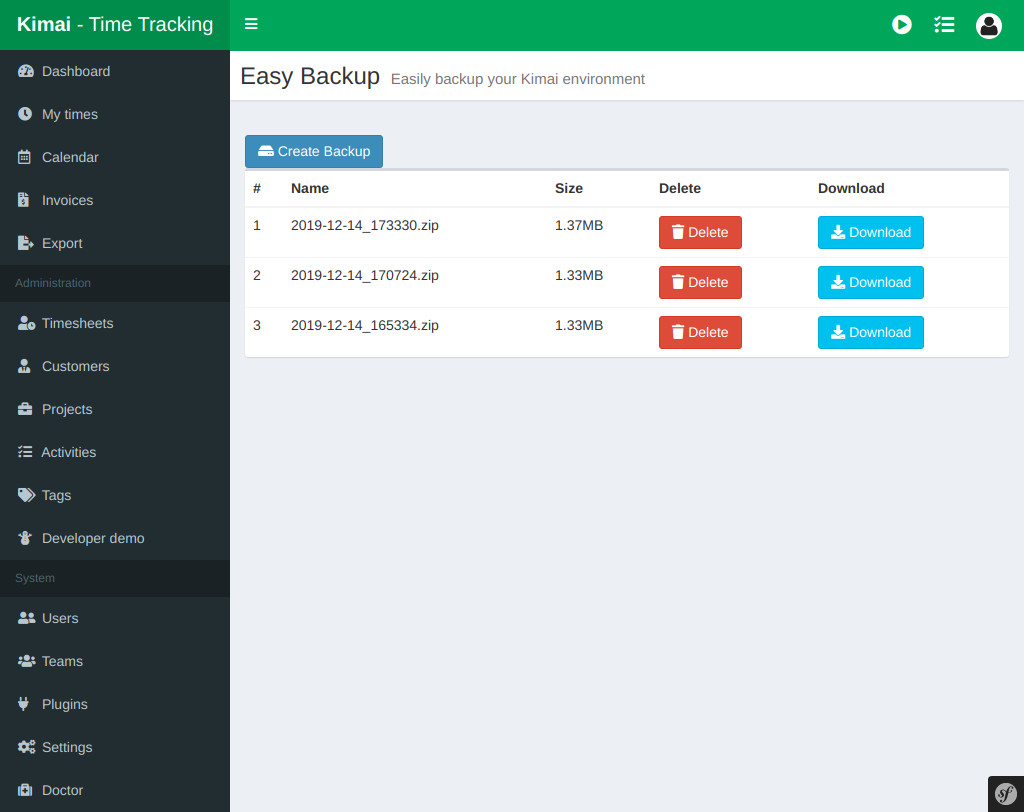 Kimai - Time Tracking
Dashboard
My times
Calendar
Invoices
Export
Administration
Timesheets
Customers
Projects
Activities
Tags
Developer demo
System
Users
Teams
Plugins
Settings
Doctor
Easy Backup Easily backup your Kimai environment
Create Backup
# Name Size Delete Download
1 2019-12-14_173330.zip 1.37MB Delete Download
2 2019-12-14_170724.zip 1.33MB Delete Download
3 2019-12-14_165334.zip 1.33MB Delete Download
sf